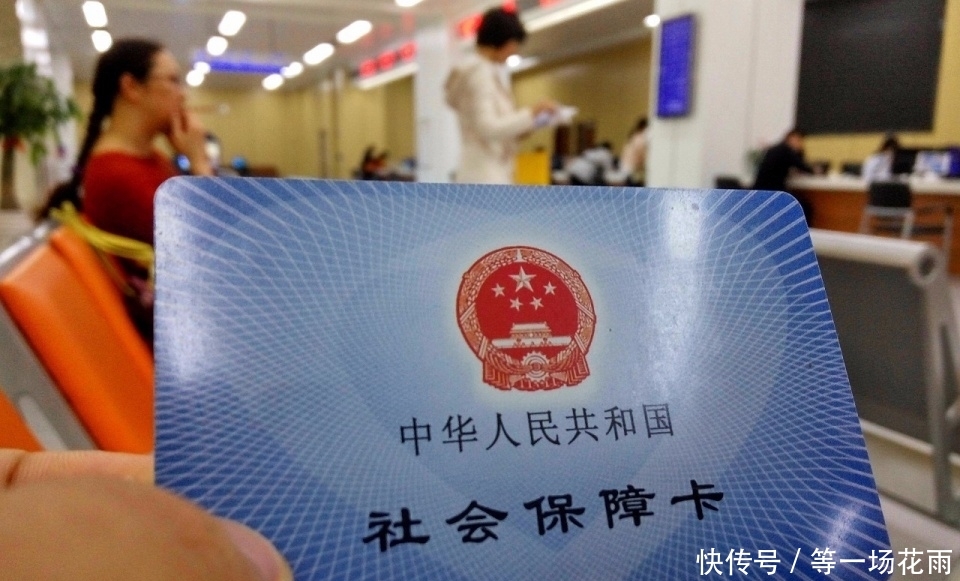 中华人民共和国
社会保障卡
快传号 / 等一场花雨